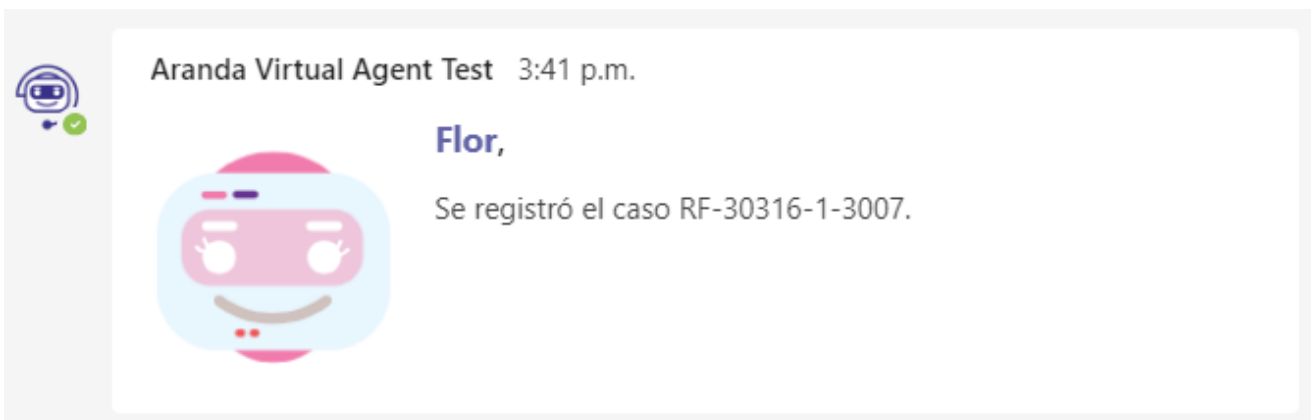 Aranda Virtual Agent Test 3:41 p.m.
Flor,
Se registró el caso RF-30316-1-3007.